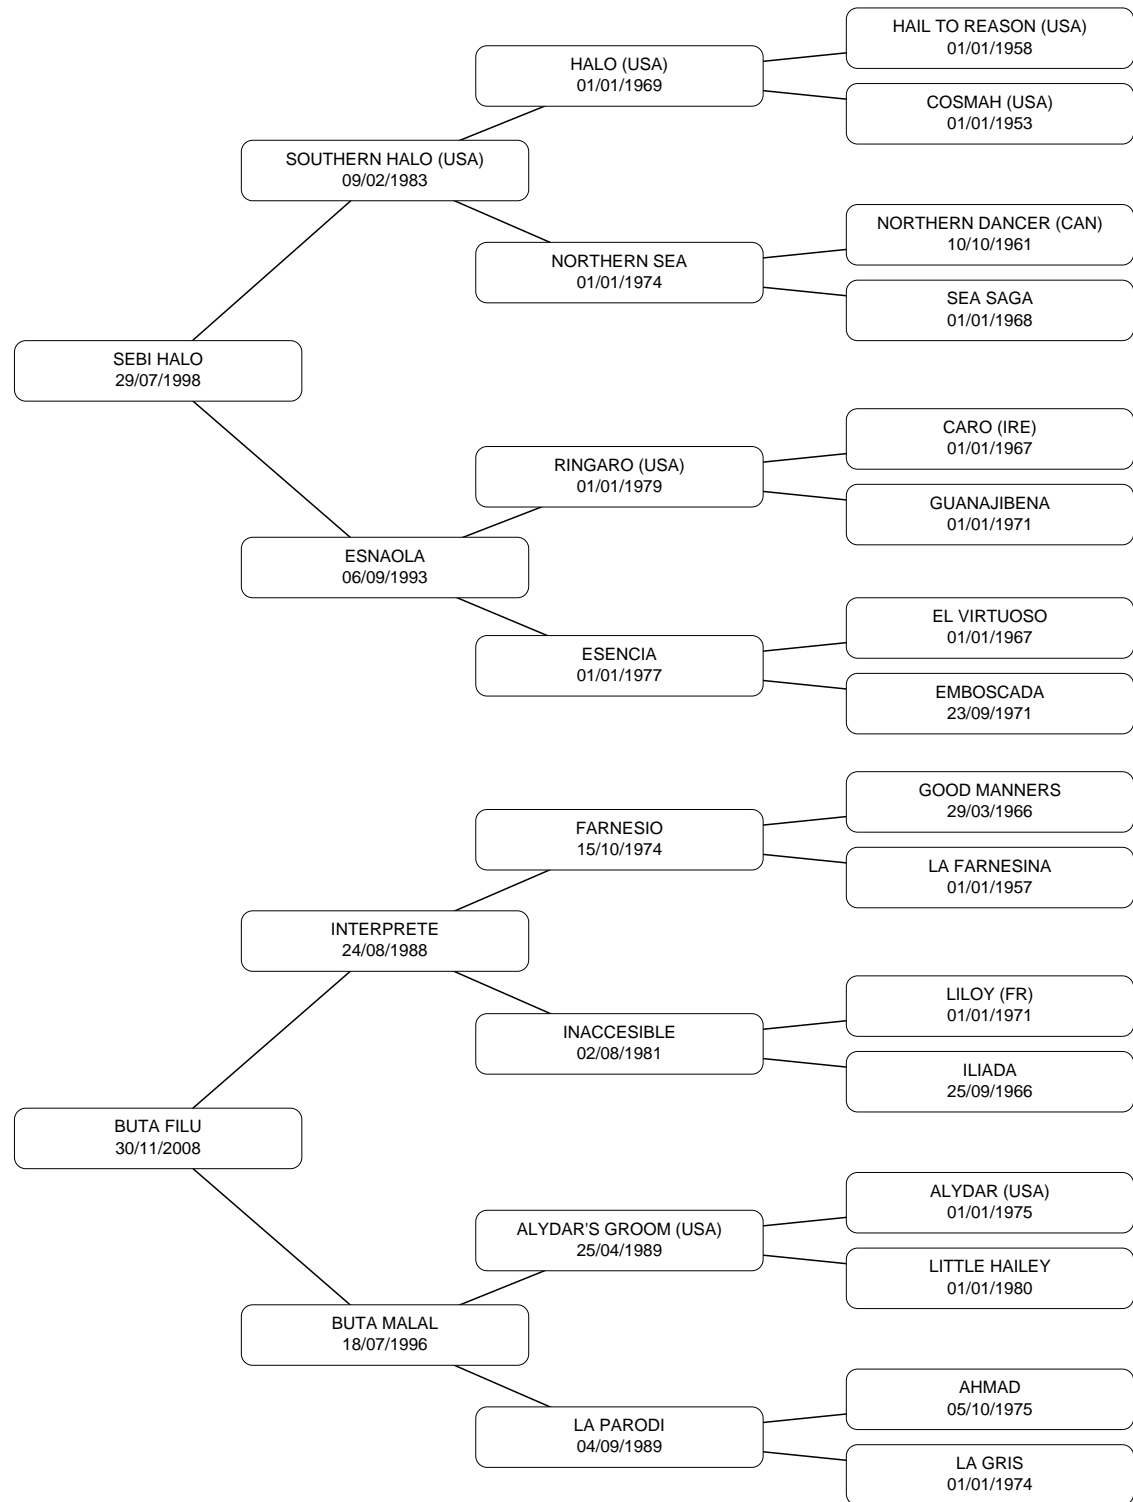 HAIL TO REASON (USA)
01/01/1958
HALO (USA)
01/01/1969
COSMAH (USA)
01/01/1953
SOUTHERN HALO (USA)
09/02/1983
NORTHERN DANCER (CAN)
10/10/1961
NORTHERN SEA
01/01/1974
SEA SAGA
01/01/1968
SEBI HALO
29/07/1998
CARO (IRE)
01/01/1967
RINGARO (USA)
01/01/1979
GUANAJIBENA
01/01/1971
ESNAOLA
06/09/1993
EL VIRTUOSO
01/01/1967
ESENCIA
01/01/1977
EMBOSCADA
23/09/1971
GOOD MANNERS
29/03/1966
FARNESIO
15/10/1974
LA FARNESINA
01/01/1957
INTERPRETE
24/08/1988
LILOY (FR)
01/01/1971
INACCESIBLE
02/08/1981
ILIADA
25/09/1966
BUTA FILU
30/11/2008
ALYDAR (USA)
01/01/1975
ALYDAR'S GROOM (USA)
25/04/1989
LITTLE HAILEY
01/01/1980
BUTA MALAL
18/07/1996
AHMAD
05/10/1975
LA PARODI
04/09/1989
LA GRIS
01/01/1974